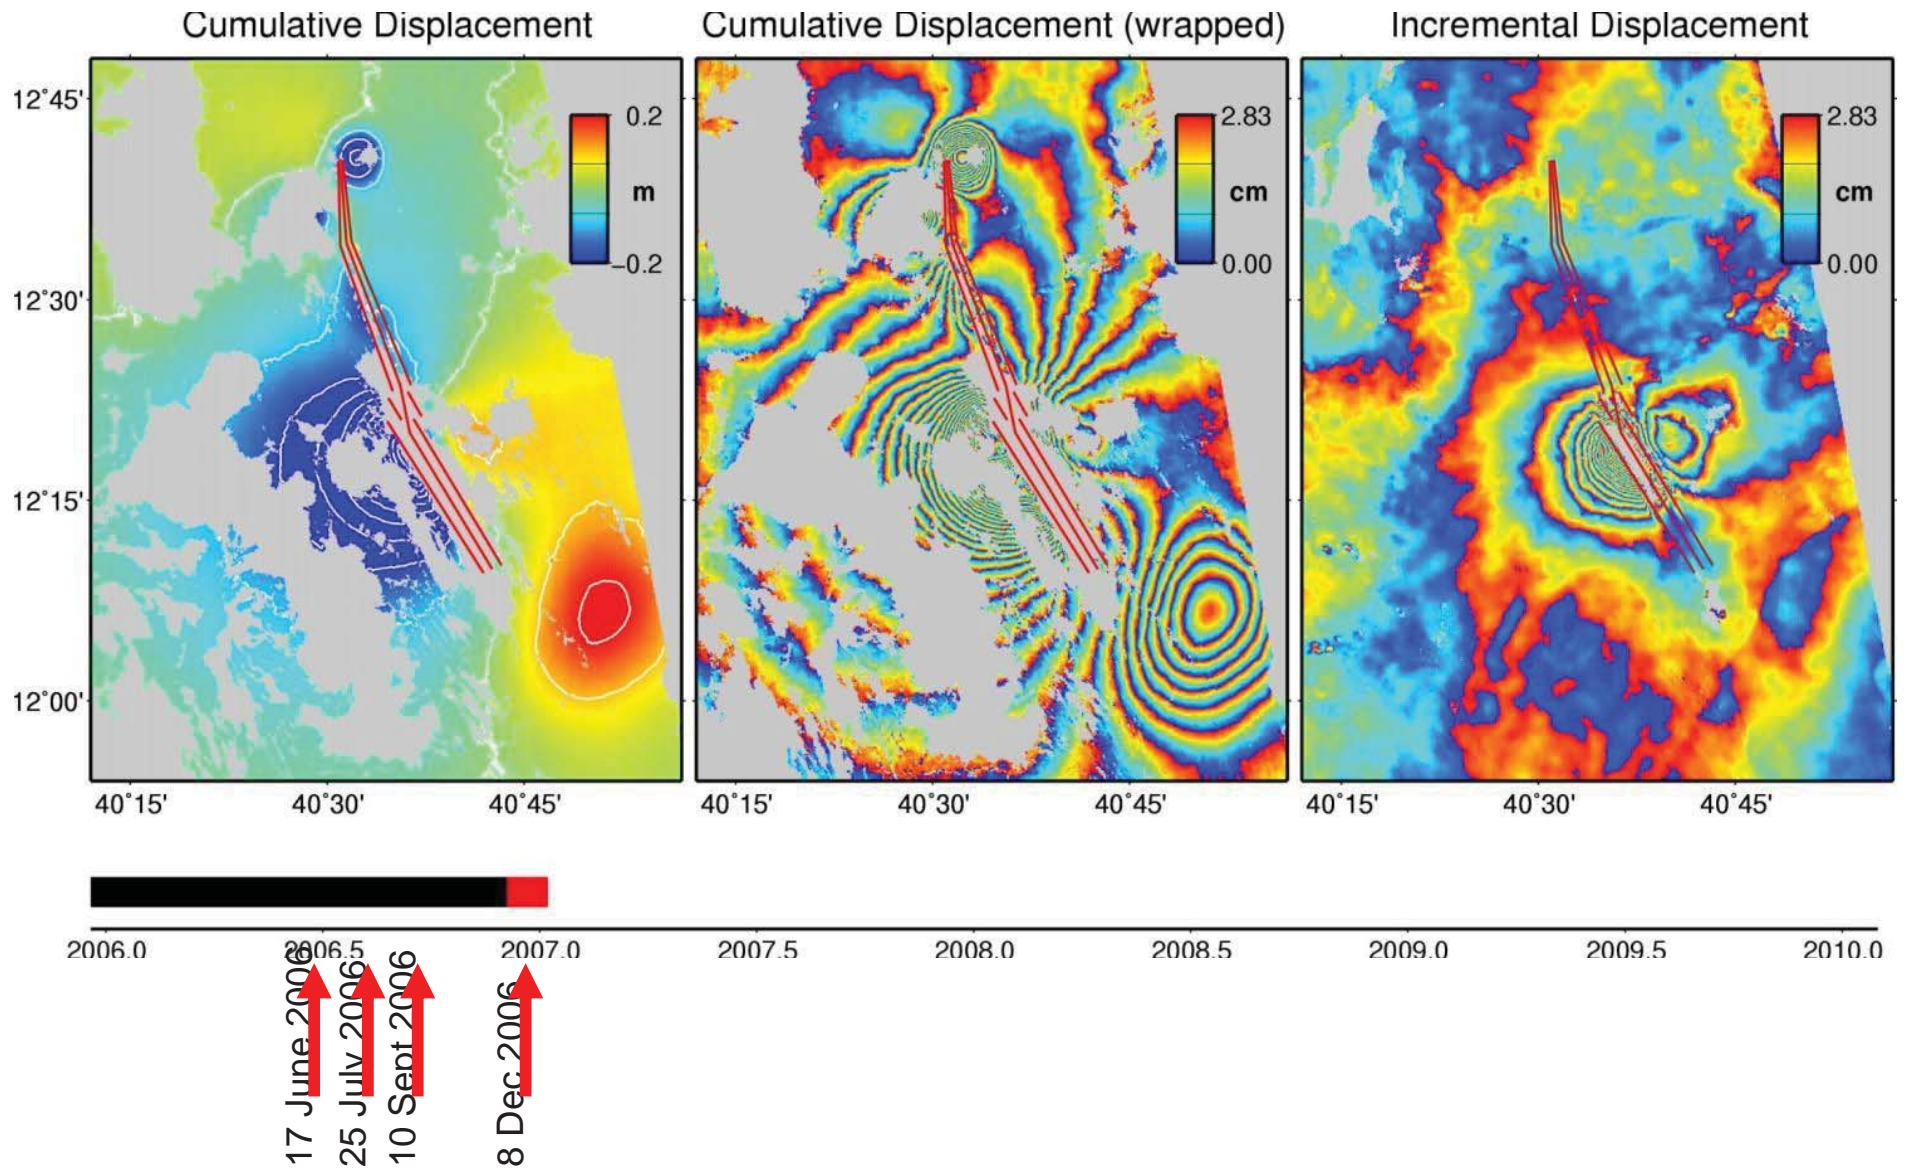 Cumulative Displacement
Cumulative Displacement (wrapped)
Incremental Displacement
12°45'
12°30'
12°15'
12°00'
0.2
m
−0.2
2.83
cm
0.00
2.83
cm
0.00
40°15'
40°30'
40°45'
40°15'
40°30'
40°45'
40°15'
40°30'
40°45'
2006.0
2006.5
2007.0
2007.5
2008.0
2008.5
2009.0
2009.5
2010.0
17 June 2006
25 July 2006
10 Sept 2006
8 Dec 2006